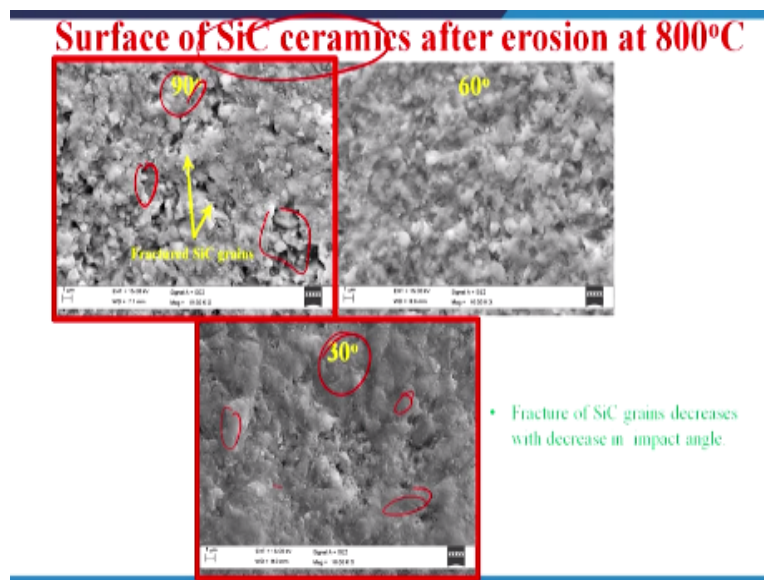 Surface of SiC ceramics after erosion at 800°C
90°
60°
Fractured SiC grains
30°
• Fracture of SiC grains decreases
with decrease in impact angle.